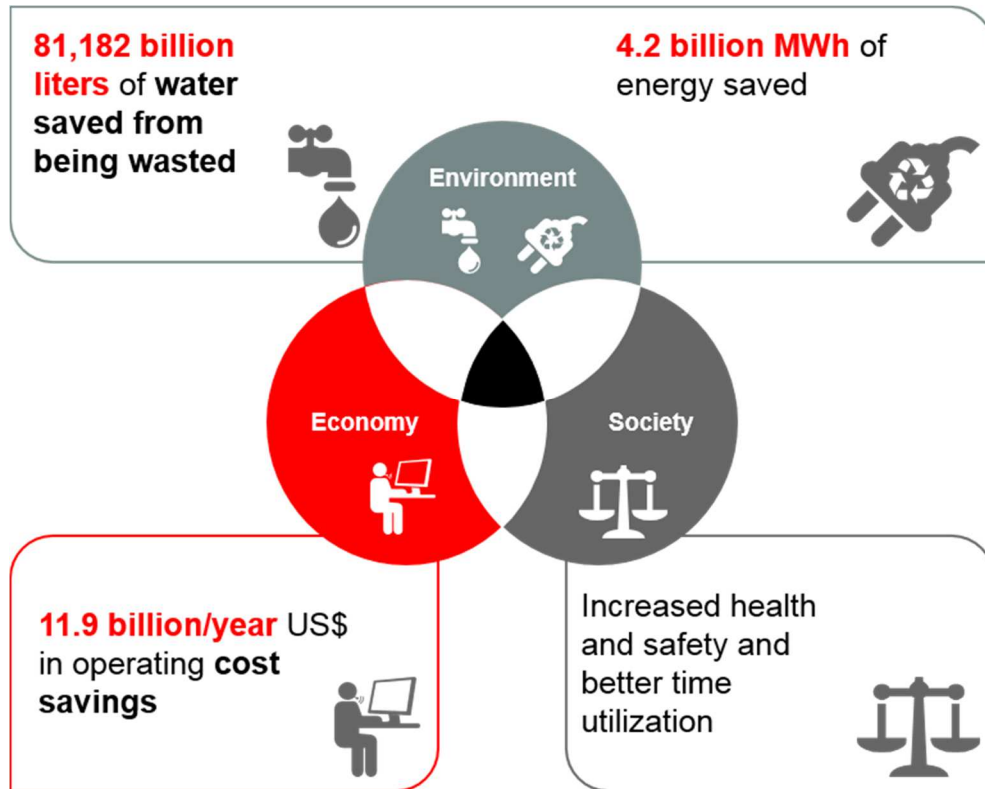 81,182 billion
liters of water
saved from
being wasted
4.2 billion MWh of
energy saved
Environment
Economy
Society
11.9 billion/year US$
in operating cost
savings
Increased health
and safety and
better time
utilization